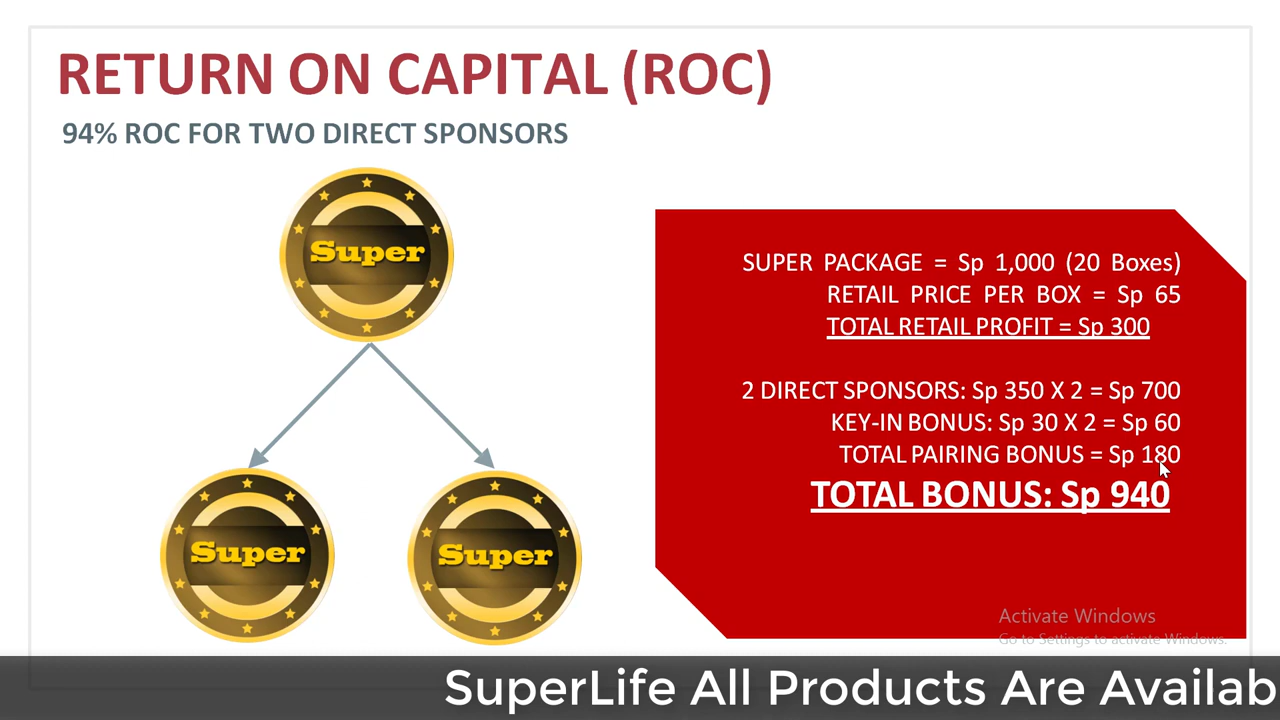 RETURN ON CAPITAL (ROC)
94% ROC FOR TWO DIRECT SPONSORS
Super
Super
Super
SUPER PACKAGE = Sp 1,000 (20 Boxes)
RETAIL PRICE PER BOX = Sp 65
TOTAL RETAIL PROFIT = Sp 300
2 DIRECT SPONSORS: Sp 350 X 2 = Sp 700
KEY-IN BONUS: Sp 30 X 2 = Sp 60
TOTAL PAIRING BONUS = Sp 180
TOTAL BONUS: Sp 940
Activate Windows
Go to Settings to activate Windows.
SuperLife All Products Are Availab